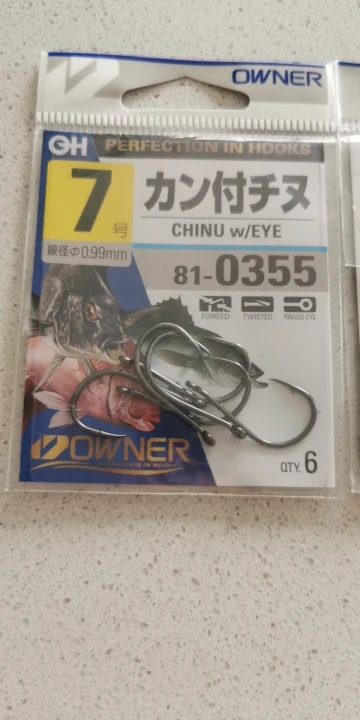 OWNER
OH PERFECTION IN HOOKS
7号
線径φ0.99mm
カン付チヌ
CHINU w/EYE
81-0355
FORGED TWISTED RINGED EYE
OWNER
QTY. 6